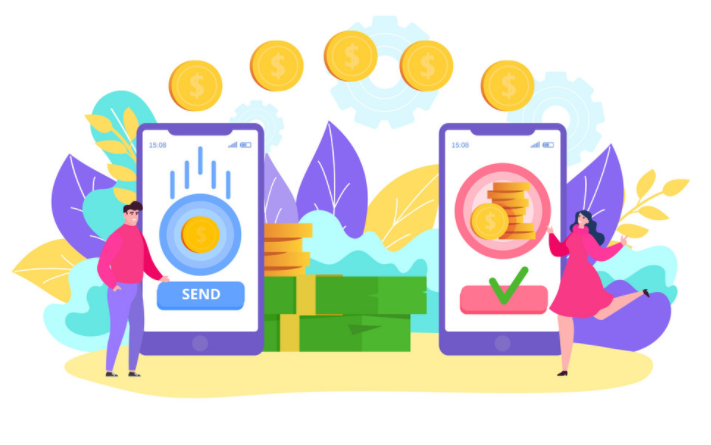 $ $ $ $ $
15:08
15:08
$
SEND